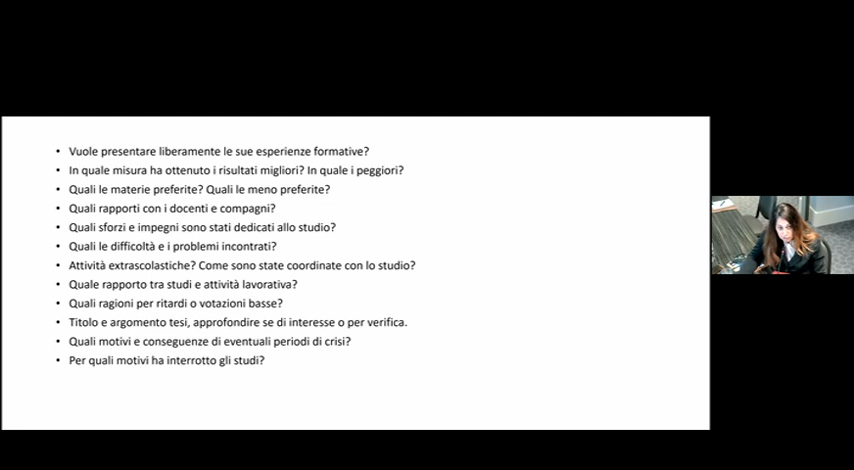 • Vuole presentare liberamente le sue esperienze formative?
• In quale misura ha ottenuto i risultati migliori? In quale i peggiori?
• Quali le materie preferite? Quali le meno preferite?
• Quali rapporti con i docenti e compagni?
• Quali sforzi e impegni sono stati dedicati allo studio?
• Quali le difficoltà e i problemi incontrati?
• Attività extrascolastiche? Come sono state coordinate con lo studio?
• Quale rapporto tra studi e attività lavorativa?
• Quali ragioni per ritardi o votazioni basse?
• Titolo e argomento tesi, approfondire se di interesse o per verifica.
• Quali motivi e conseguenze di eventuali periodi di crisi?
• Per quali motivi ha interrotto gli studi?